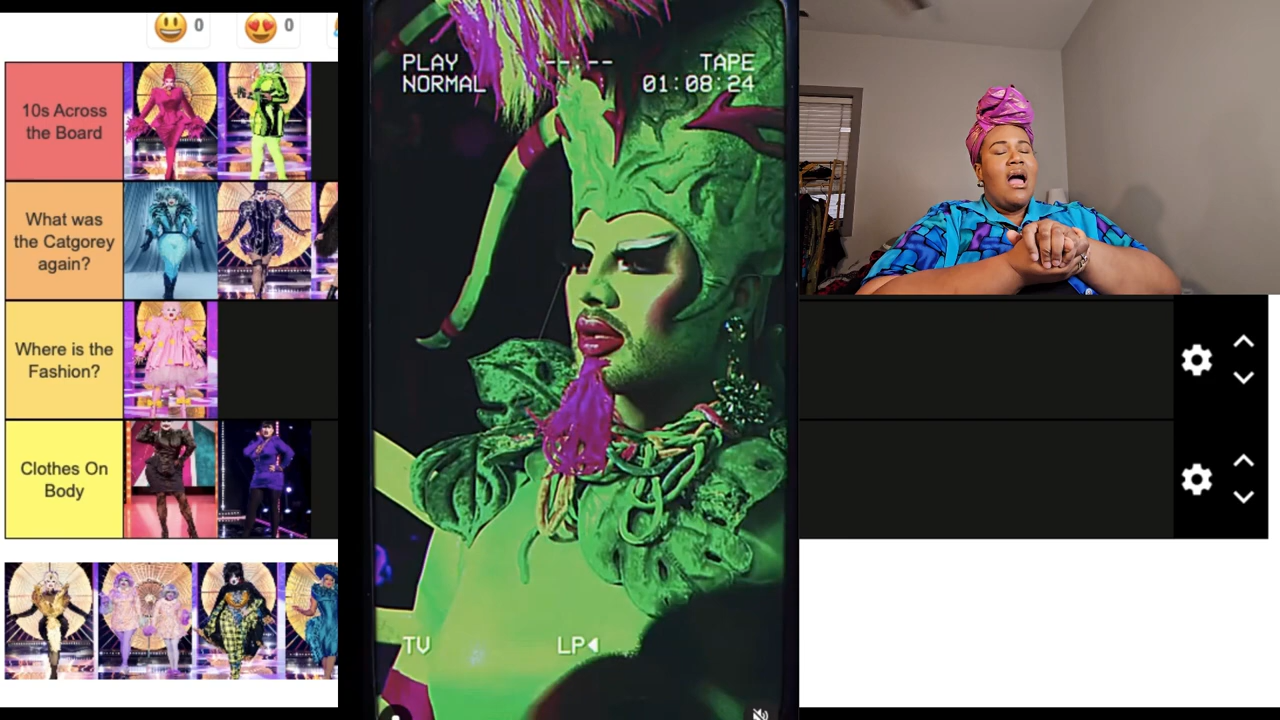 0
0
10s Across
the Board
What was
the Catgorey
again?
Where is the
Fashion?
Clothes On
Body
PLAY
NORMAL
--:--
TAPE
01:08:24
TV
LP